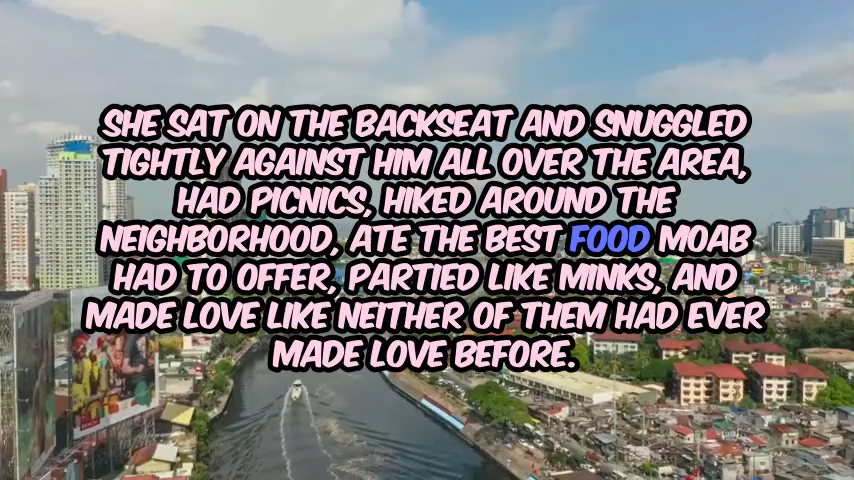 SHE SAT ON THE BACKSEAT AND SNUGGLED
TIGHTLY AGAINST HIM ALL OVER THE AREA,
HAD PICNICS, HIKED AROUND THE
NEIGHBORHOOD, ATE THE BEST FOOD MOAB
HAD TO OFFER, PARTIED LIKE MINKS, AND
MADE LOVE LIKE NEITHER OF THEM HAD EVER
MADE LOVE BEFORE.